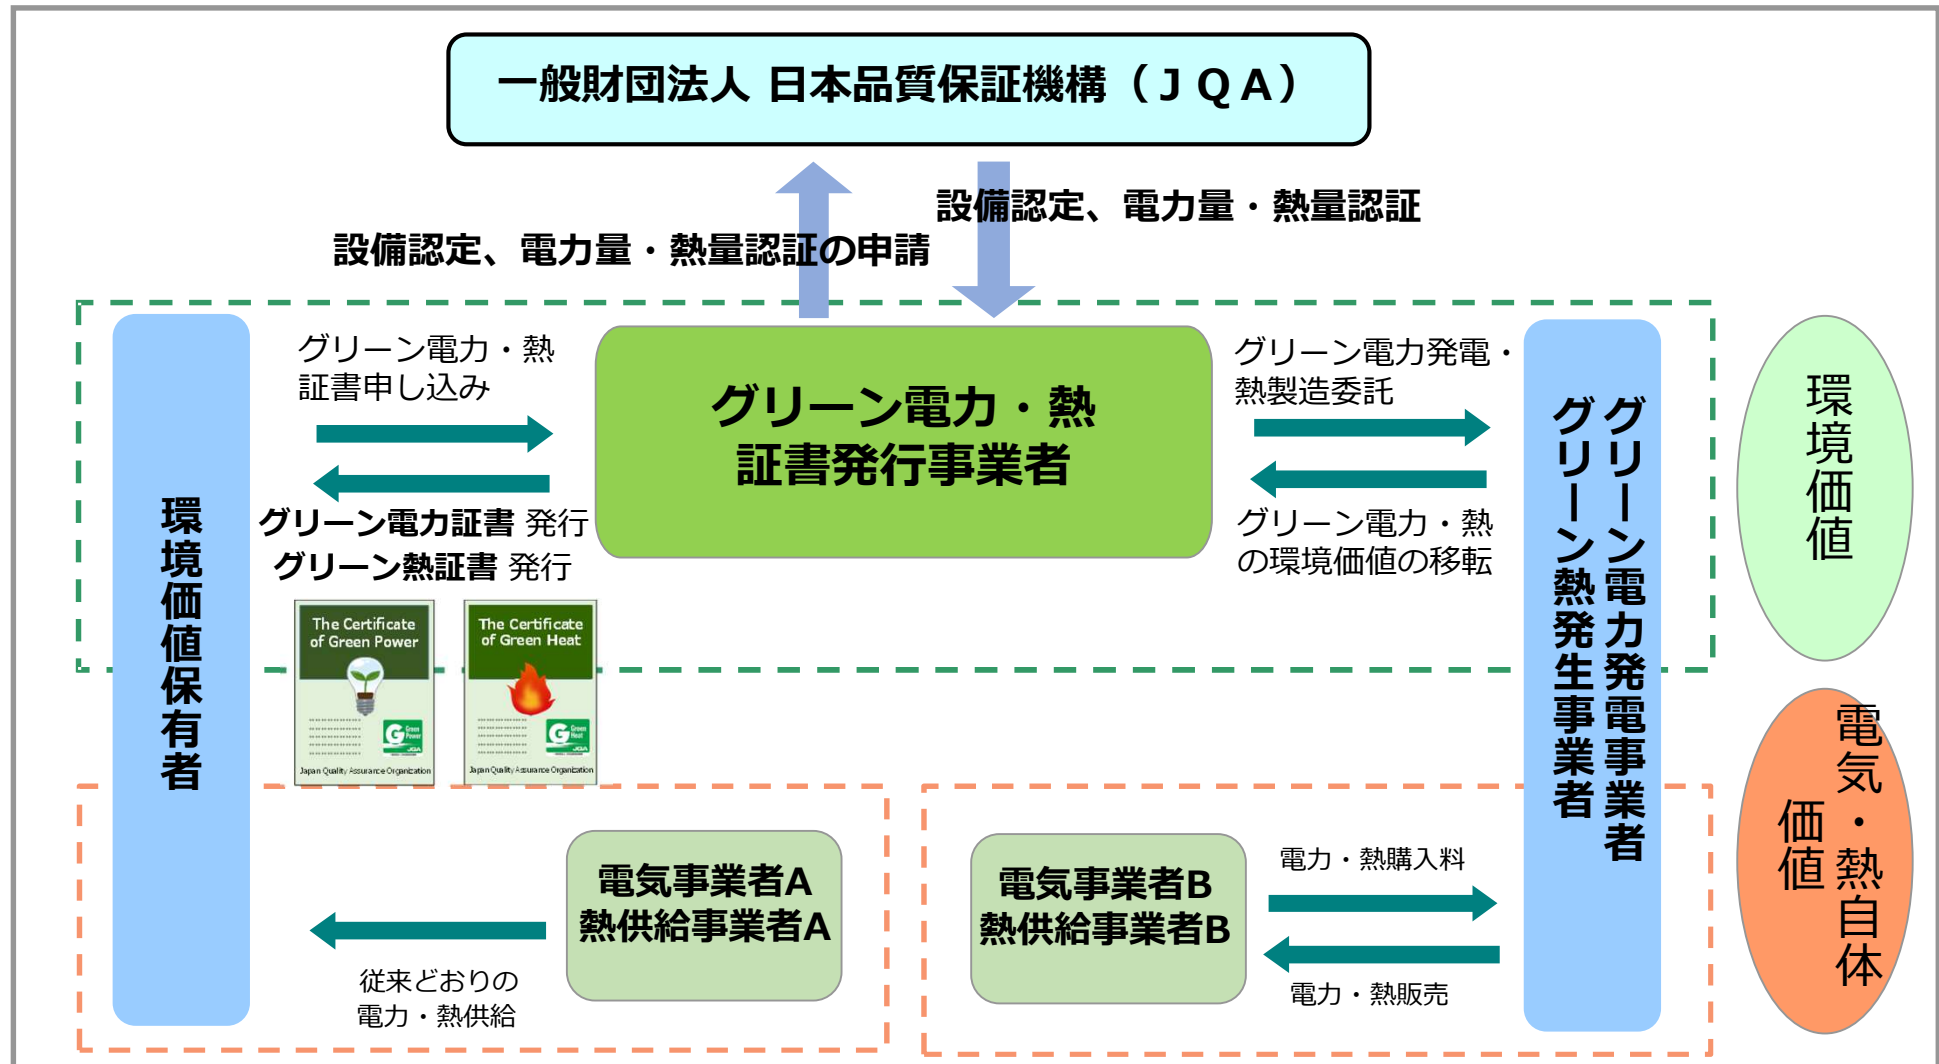 一般財団法人 日本品質保証機構（ＪＱＡ）
設備認定、電力量・熱量認証
設備認定、電力量・熱量認証の申請
環境価値保有者
グリーン電力・熱
証書申し込み
グリーン電力証書 発行
グリーン熱証書 発行
The Certificate
of Green Power
Green
Power
JQA
Japan Quality Assurance Organization
The Certificate
of Green Heat
Green
Heat
JQA
Japan Quality Assurance Organization
グリーン電力・熱
証書発行事業者
グリーン電力発電・
熱製造委託
グリーン電力・熱
の環境価値の移転
グリーン電力発電事業者
グリーン熱発生事業者
環境価値
電気・熱自体
価値
電気事業者A
熱供給事業者A
従来どおりの
電力・熱供給
電気事業者B
熱供給事業者B
電力・熱購入料
電力・熱販売